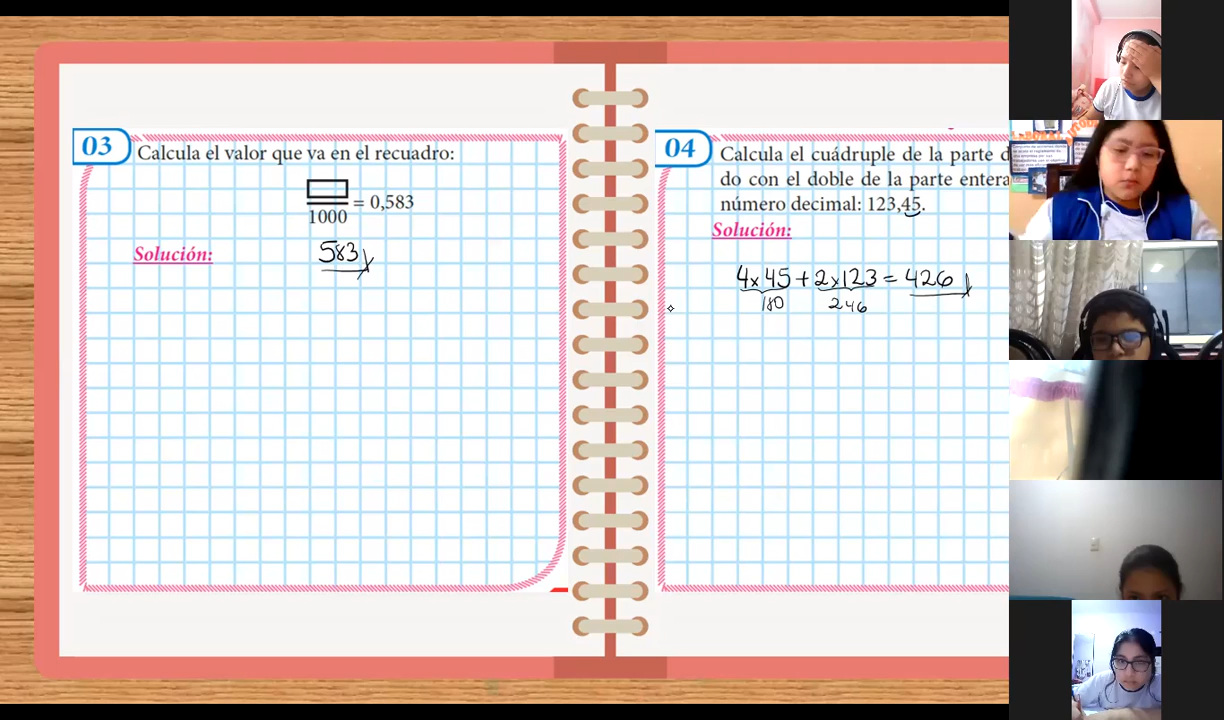 03
Calcula el valor que va en el recuadro:
1000 = 0,583
Solución:
583
04
Calcula el cuádruple de la parte d
do con el doble de la parte entera
número decimal: 123,45.
Solución:
4x45 + 2x123 = 426
180 246